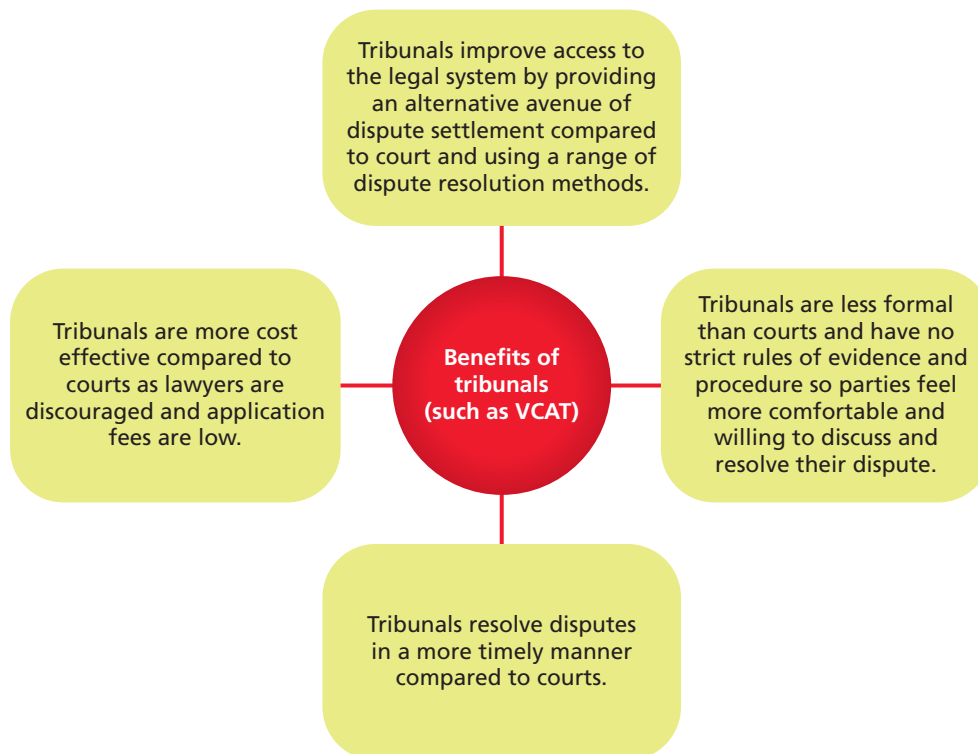 Tribunals improve access to
the legal system by providing
an alternative avenue of
dispute settlement compared
to court and using a range of
dispute resolution methods.
Tribunals are more cost
effective compared to
courts as lawyers are
discouraged and application
fees are low.
Benefits of
tribunals
(such as VCAT)
Tribunals are less formal
than courts and have no
strict rules of evidence and
procedure so parties feel
more comfortable and
willing to discuss and
resolve their dispute.
Tribunals resolve disputes
in a more timely manner
compared to courts.